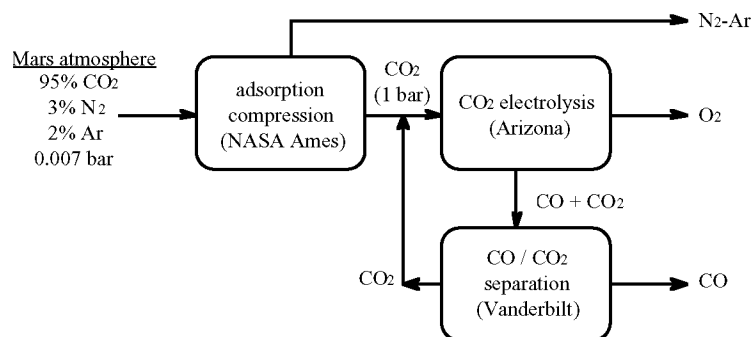 N2-Ar
Mars atmosphere
95% CO2
3% N2
2% Ar
0.007 bar
adsorption
compression
(NASA Ames)
CO2
(1 bar)
CO2 electrolysis
(Arizona)
O2
CO + CO2
CO2
CO / CO2
separation
(Vanderbilt)
CO